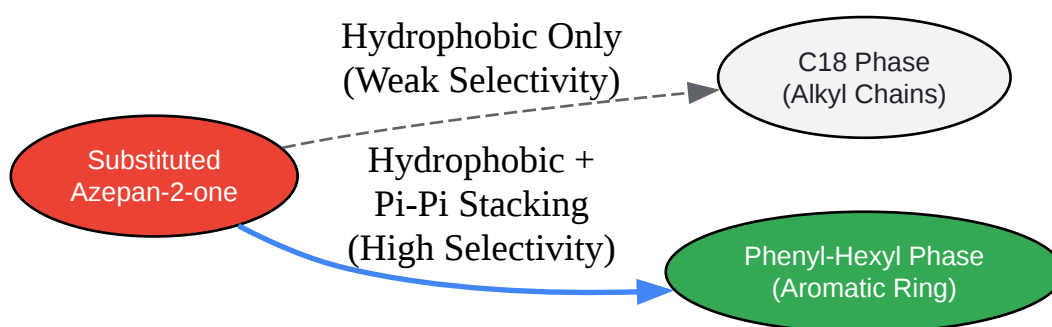 Hydrophobic Only
(Weak Selectivity)
C18 Phase
(Alkyl Chains)
Substituted
Azepan-2-one
Hydrophobic +
Pi-Pi Stacking
(High Selectivity)
Phenyl-Hexyl Phase
(Aromatic Ring)